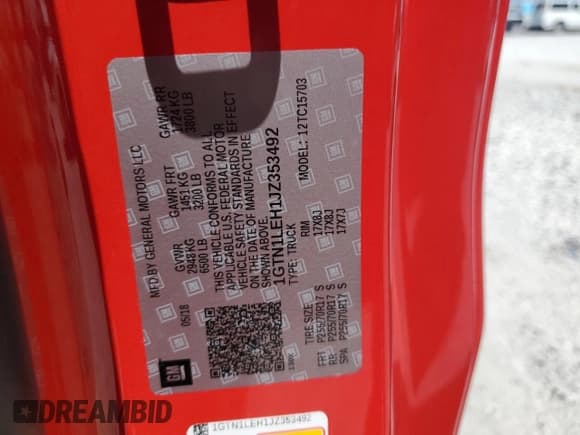 MFD BY GENERAL MOTORS LLC
05/18
GVWR
2948 KG
6500 LB
GAWR FRT
1451 KG
3200 LB
GAWR RR
1724 KG
3800 LB
THIS VEHICLE CONFORMS TO ALL
APPLICABLE U.S. FEDERAL MOTOR
VEHICLE SAFETY STANDARDS IN EFFECT
ON THE DATE OF MANUFACTURE
SHOWN ABOVE.
1GTN1LEH1JZ353492
TYPE: TRUCK
MODEL: 12TC15703
TIRE SIZE RIM
FRT P255/70R17 S 17X8J
RR P255/70R17 S 17X8J
SPA P255/70R17 S 17X7J
GM
1GTN1LEH1JZ353492
DREAMBID